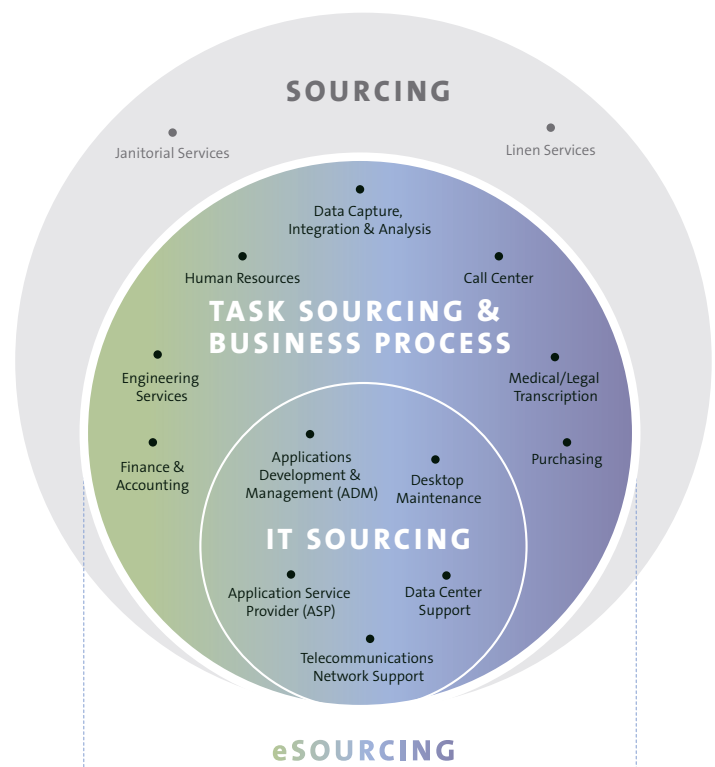 SOURCING
Janitorial Services
Linen Services
Data Capture,
Integration & Analysis
Human Resources
Call Center
TASK SOURCING &
BUSINESS PROCESS
Engineering
Services
Medical/Legal
Transcription
Finance &
Accounting
Purchasing
Applications
Development &
Management (ADM)
Desktop
Maintenance
IT SOURCING
Application Service
Provider (ASP)
Data Center
Support
Telecommunications
Network Support
eSOURCING